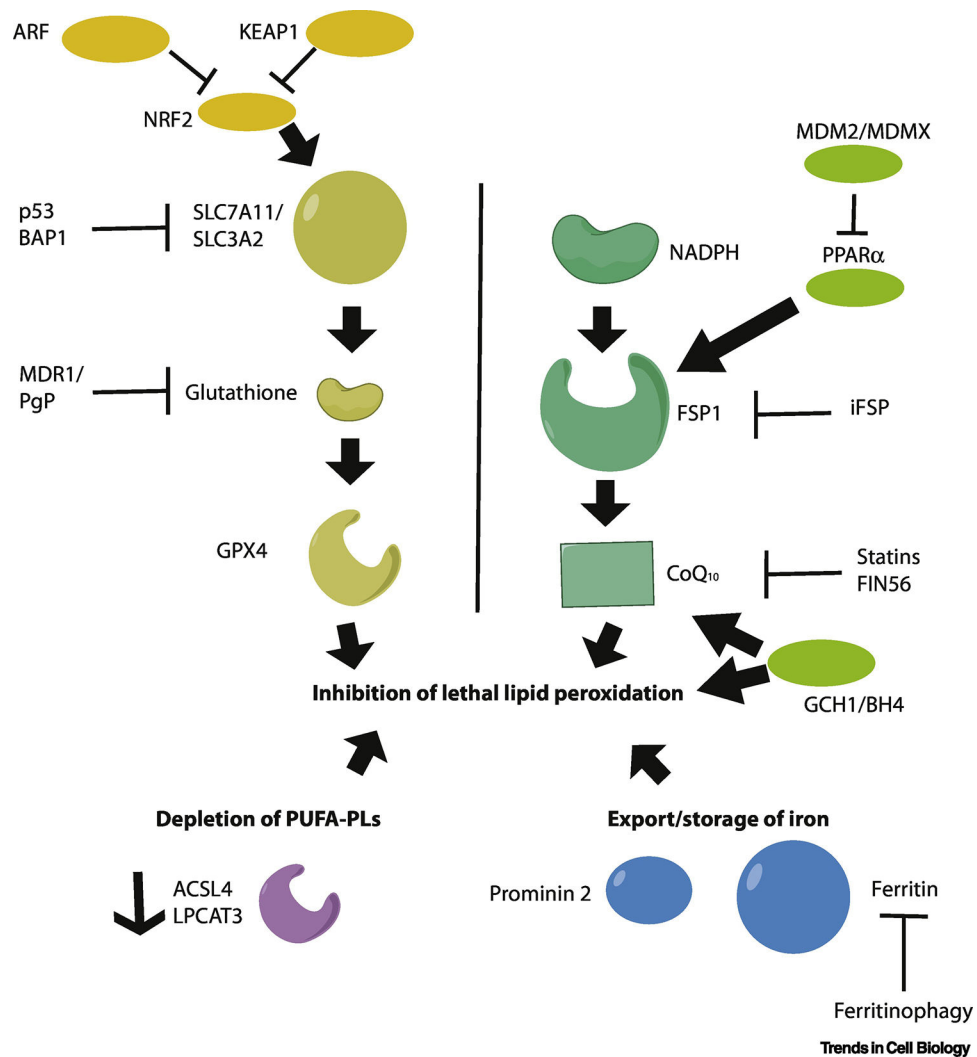 ARF
KEAP1
NRF2
MDM2/MDMX
p53
BAP1
SLC7A11/
SLC3A2
NADPH
PPARα
MDR1/
PgP
Glutathione
FSP1
iFSP
GPX4
CoQ₁₀
Statins
FIN56
Inhibition of lethal lipid peroxidation
GCH1/BH4
Depletion of PUFA-PLs
Export/storage of iron
ACSL4
LPCAT3
Prominin 2
Ferritin
Ferritinophagy
Trends in Cell Biology